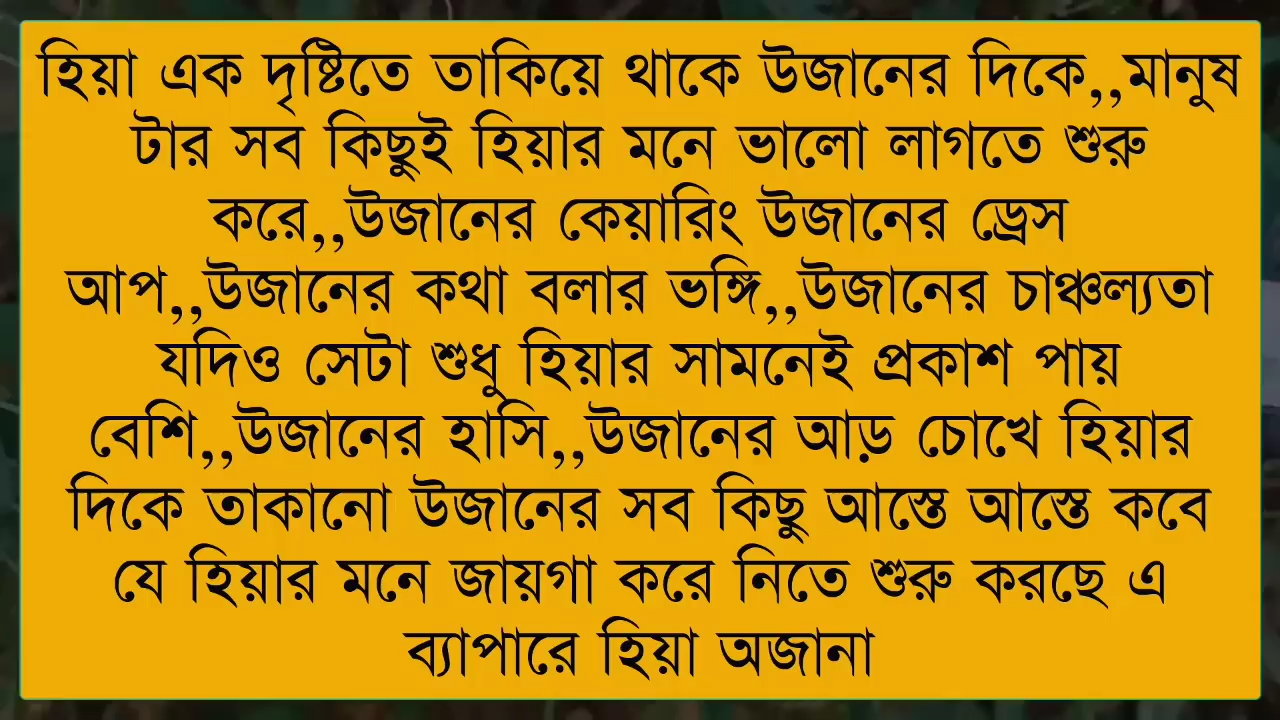 হিয়া এক দৃষ্টিতে তাকিয়ে থাকে উজানের দিকে,,মানুষ
টার সব কিছুই হিয়ার মনে ভালো লাগতে শুরু
করে,,উজানের কেয়ারিং উজানের ড্রেস
আপ,,উজানের কথা বলার ভঙ্গি,,উজানের চাঞ্চল্যতা
যদিও সেটা শুধু হিয়ার সামনেই প্রকাশ পায়
বেশি,,উজানের হাসি,,উজানের আড় চোখে হিয়ার
দিকে তাকানো উজানের সব কিছু আস্তে আস্তে কবে
যে হিয়ার মনে জায়গা করে নিতে শুরু করছে এ
ব্যাপারে হিয়া অজানা